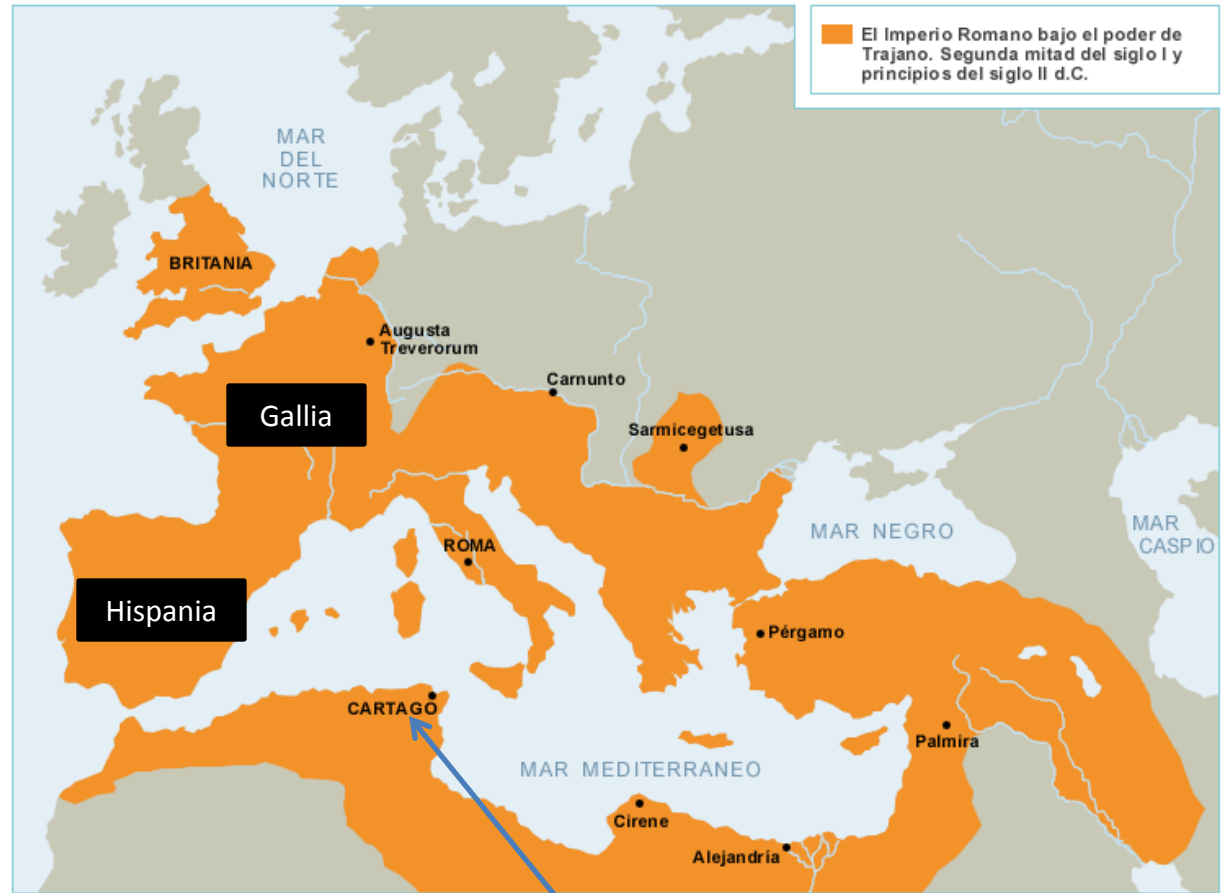 El Imperio Romano bajo el poder de
Trajano. Segunda mitad del siglo I y
principios del siglo II d.C.
MAR
DEL
NORTE
BRITANIA
Augusta
Treverorum
Carnunto
Gallia
Sarmicegetusa
MAR NEGRO
MAR
CASPIO
ROMA
Hispania
Pérgamo
CARTAGO
Palmira
MAR MEDITERRANEO
Cirene
Alejandría